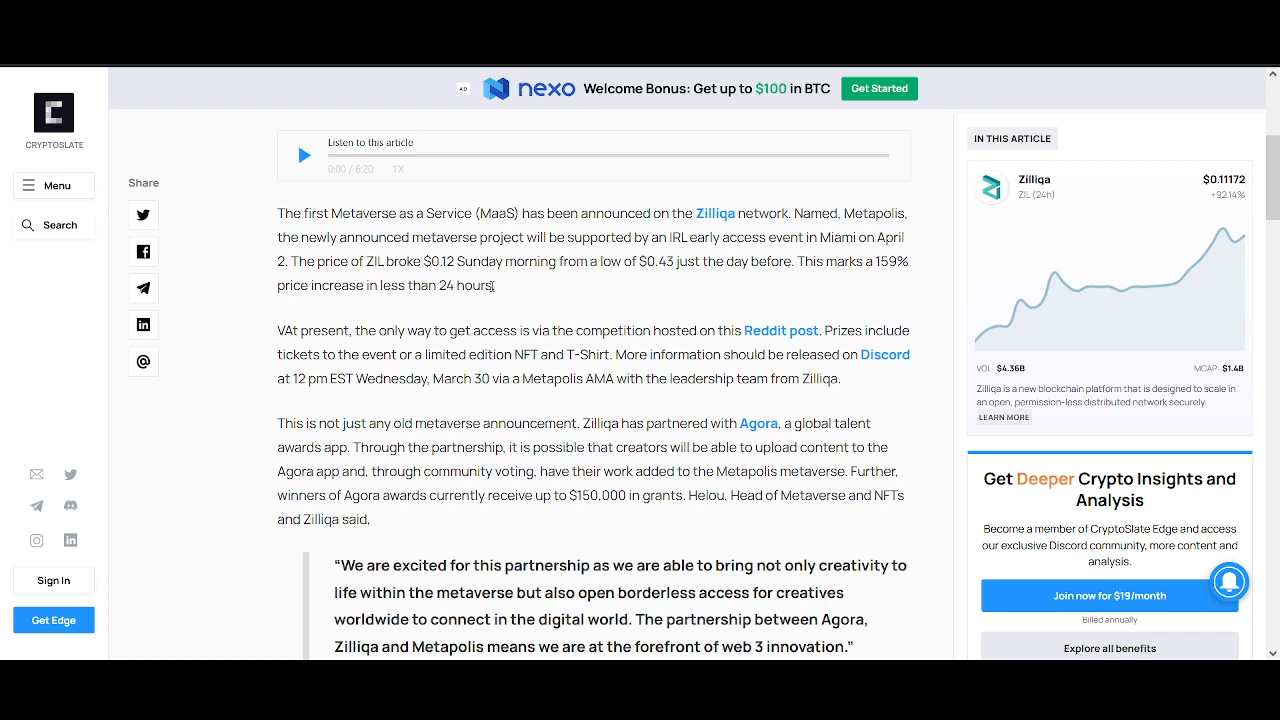 CRYPTOSLATE
Menu
Search
Sign In
Get Edge
AD
nexo Welcome Bonus: Get up to $100 in BTC Get Started
Share
Listen to this article
0:00 / 6:20 1X
The first Metaverse as a Service (MaaS) has been announced on the Zilliqa network. Named, Metapolis,
the newly announced metaverse project will be supported by an IRL early access event in Miami on April
2. The price of ZIL broke $0.12 Sunday morning from a low of $0.43 just the day before. This marks a 159%
price increase in less than 24 hours.
VAt present, the only way to get access is via the competition hosted on this Reddit post. Prizes include
tickets to the event or a limited edition NFT and T-Shirt. More information should be released on Discord
at 12 pm EST Wednesday, March 30 via a Metapolis AMA with the leadership team from Zilliqa.
This is not just any old metaverse announcement. Zilliqa has partnered with Agora, a global talent
awards app. Through the partnership, it is possible that creators will be able to upload content to the
Agora app and, through community voting, have their work added to the Metapolis metaverse. Further,
winners of Agora awards currently receive up to $150,000 in grants. Helou, Head of Metaverse and NFTs
and Zilliqa said,
“We are excited for this partnership as we are able to bring not only creativity to
life within the metaverse but also open borderless access for creatives
worldwide to connect in the digital world. The partnership between Agora,
Zilliqa and Metapolis means we are at the forefront of web 3 innovation.”
IN THIS ARTICLE
Zilliqa $0.11172
ZIL (24h) +92.14%
VOL: $4.36B MCAP: $1.4B
Zilliqa is a new blockchain platform that is designed to scale in
an open, permission-less distributed network securely.
LEARN MORE
Get Deeper Crypto Insights and
Analysis
Become a member of CryptoSlate Edge and access
our exclusive Discord community, more content and
analysis.
Join now for $19/month
Billed annually
Explore all benefits